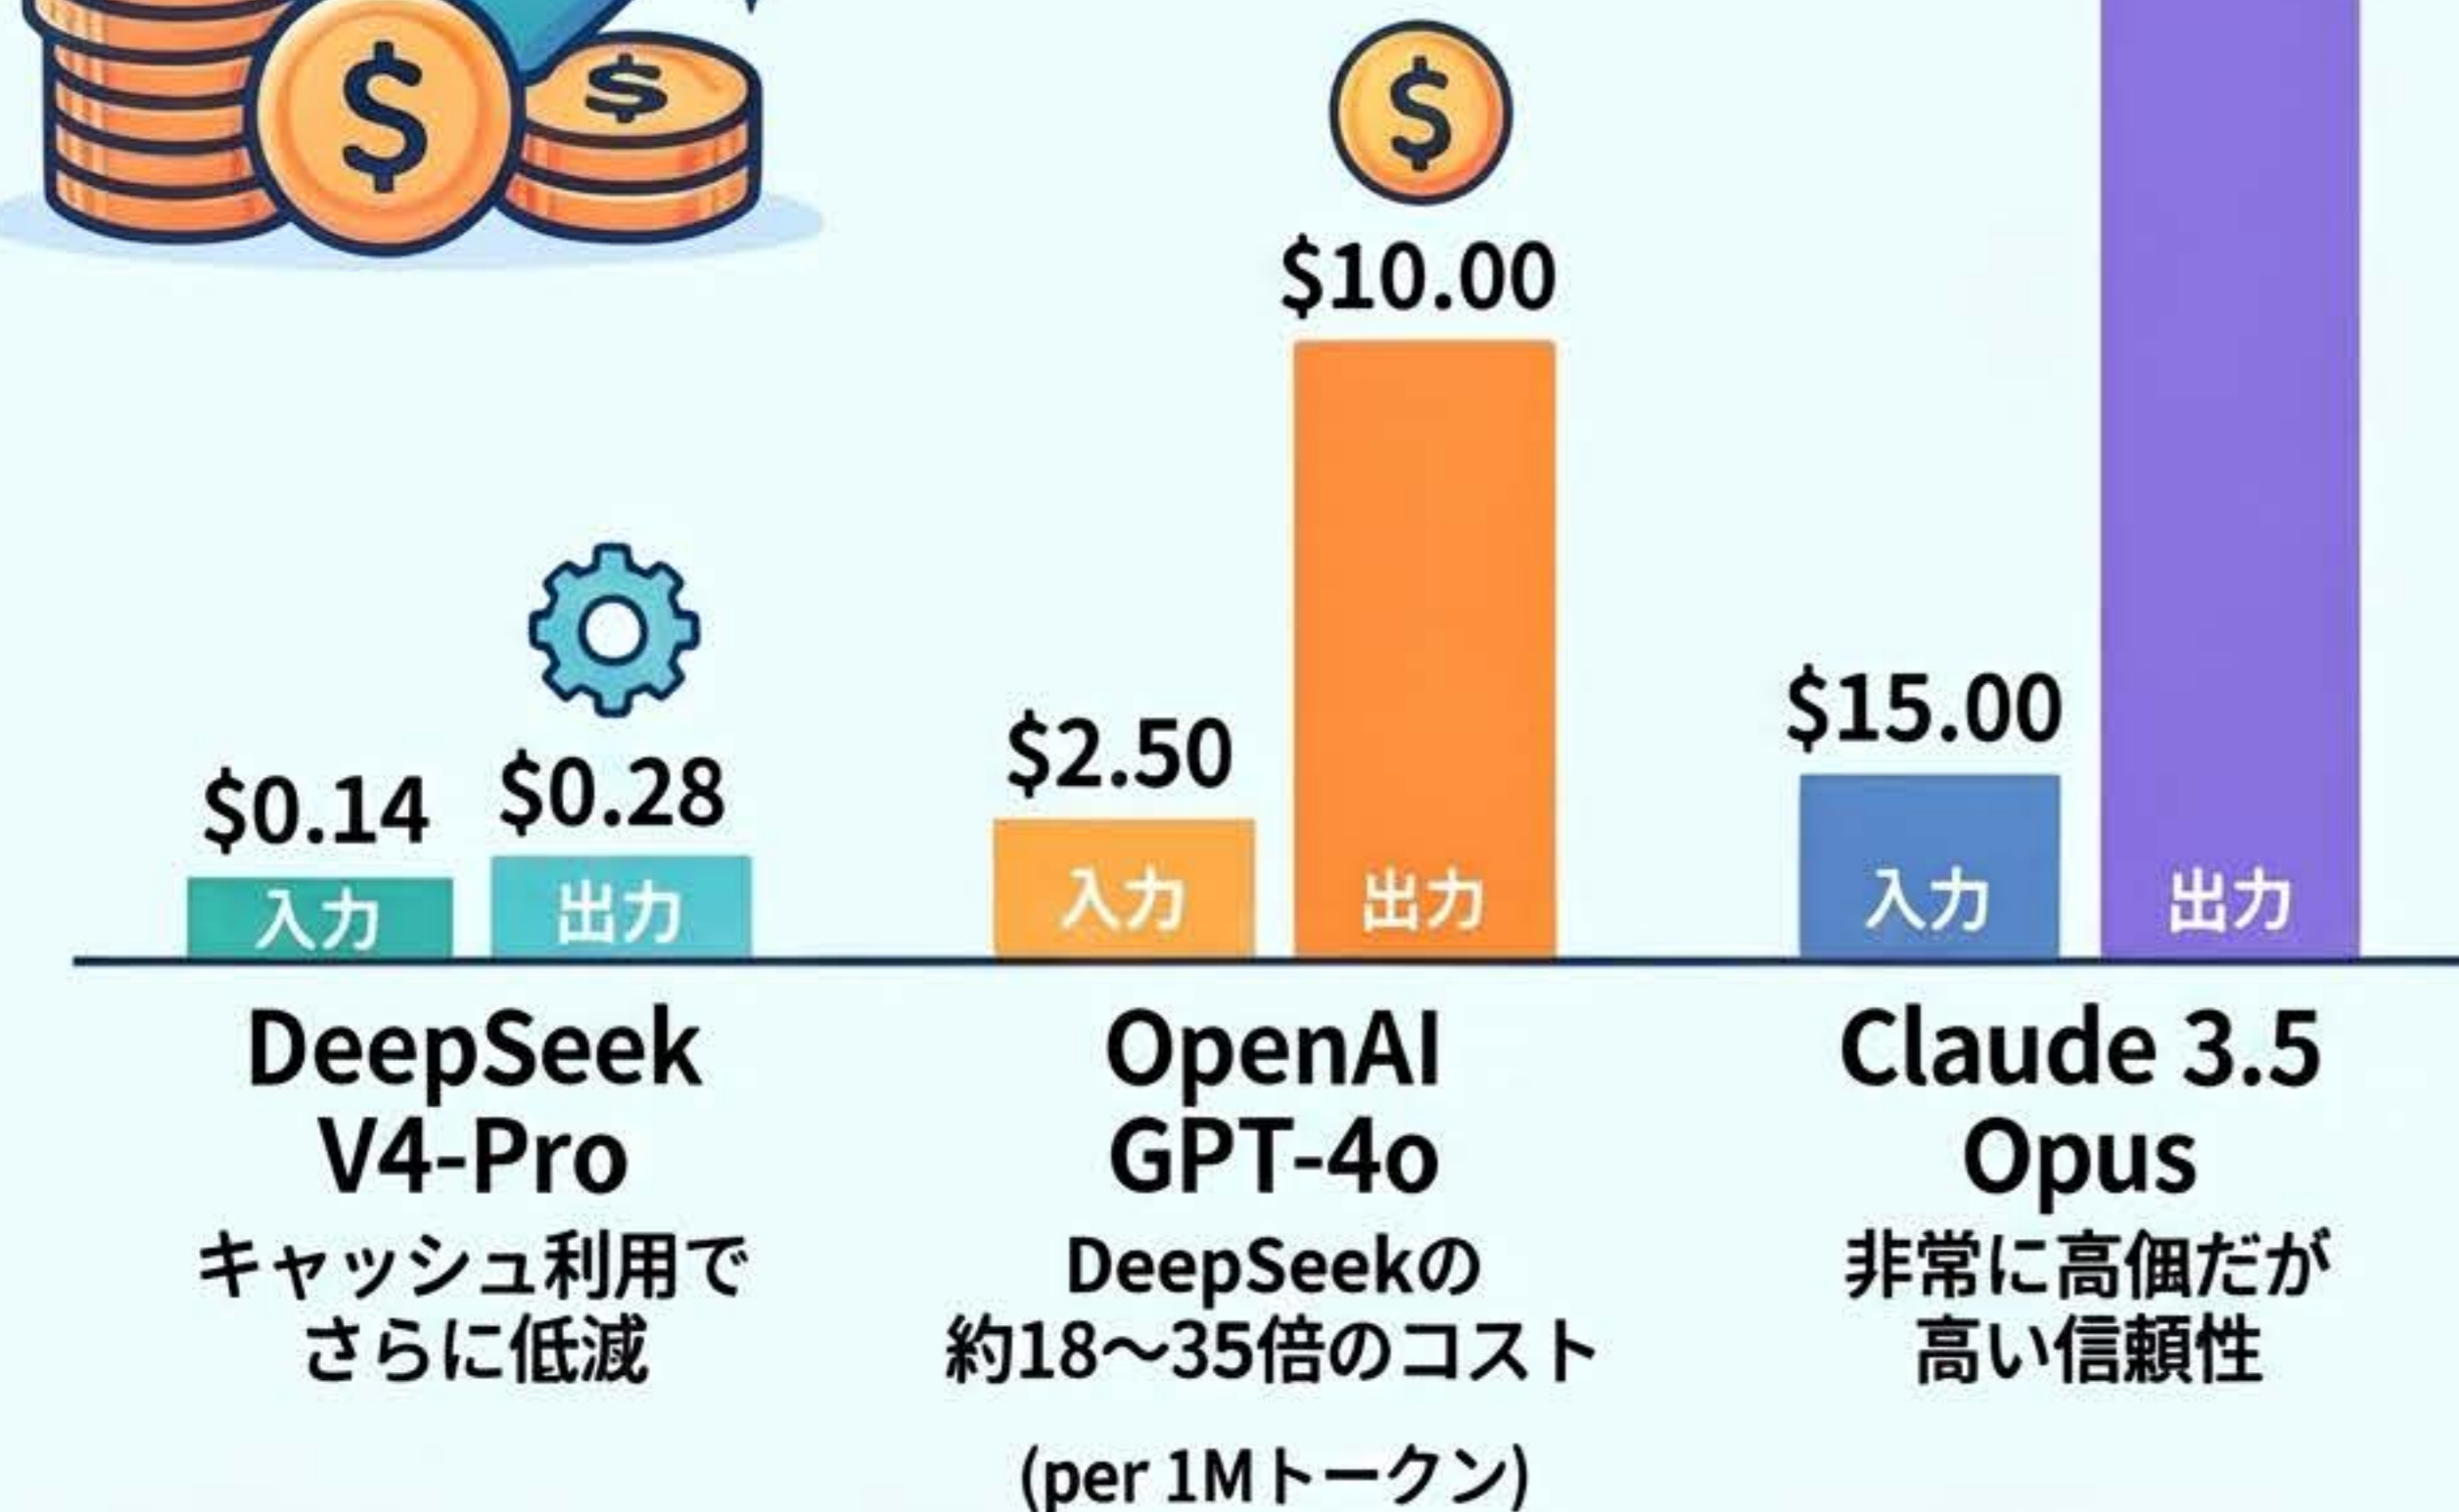 $
$
$
$10.00
$15.00
$2.50
$0.14
$0.28
入力
出力
入力
出力
入力
出力
DeepSeek
V4-Pro
キャッシュ利用で
さらに低減
OpenAI
GPT-4o
DeepSeekの
約18〜35倍のコスト
Claude 3.5
Opus
非常に高だが
高い信頼性
(per 1Mトークン)